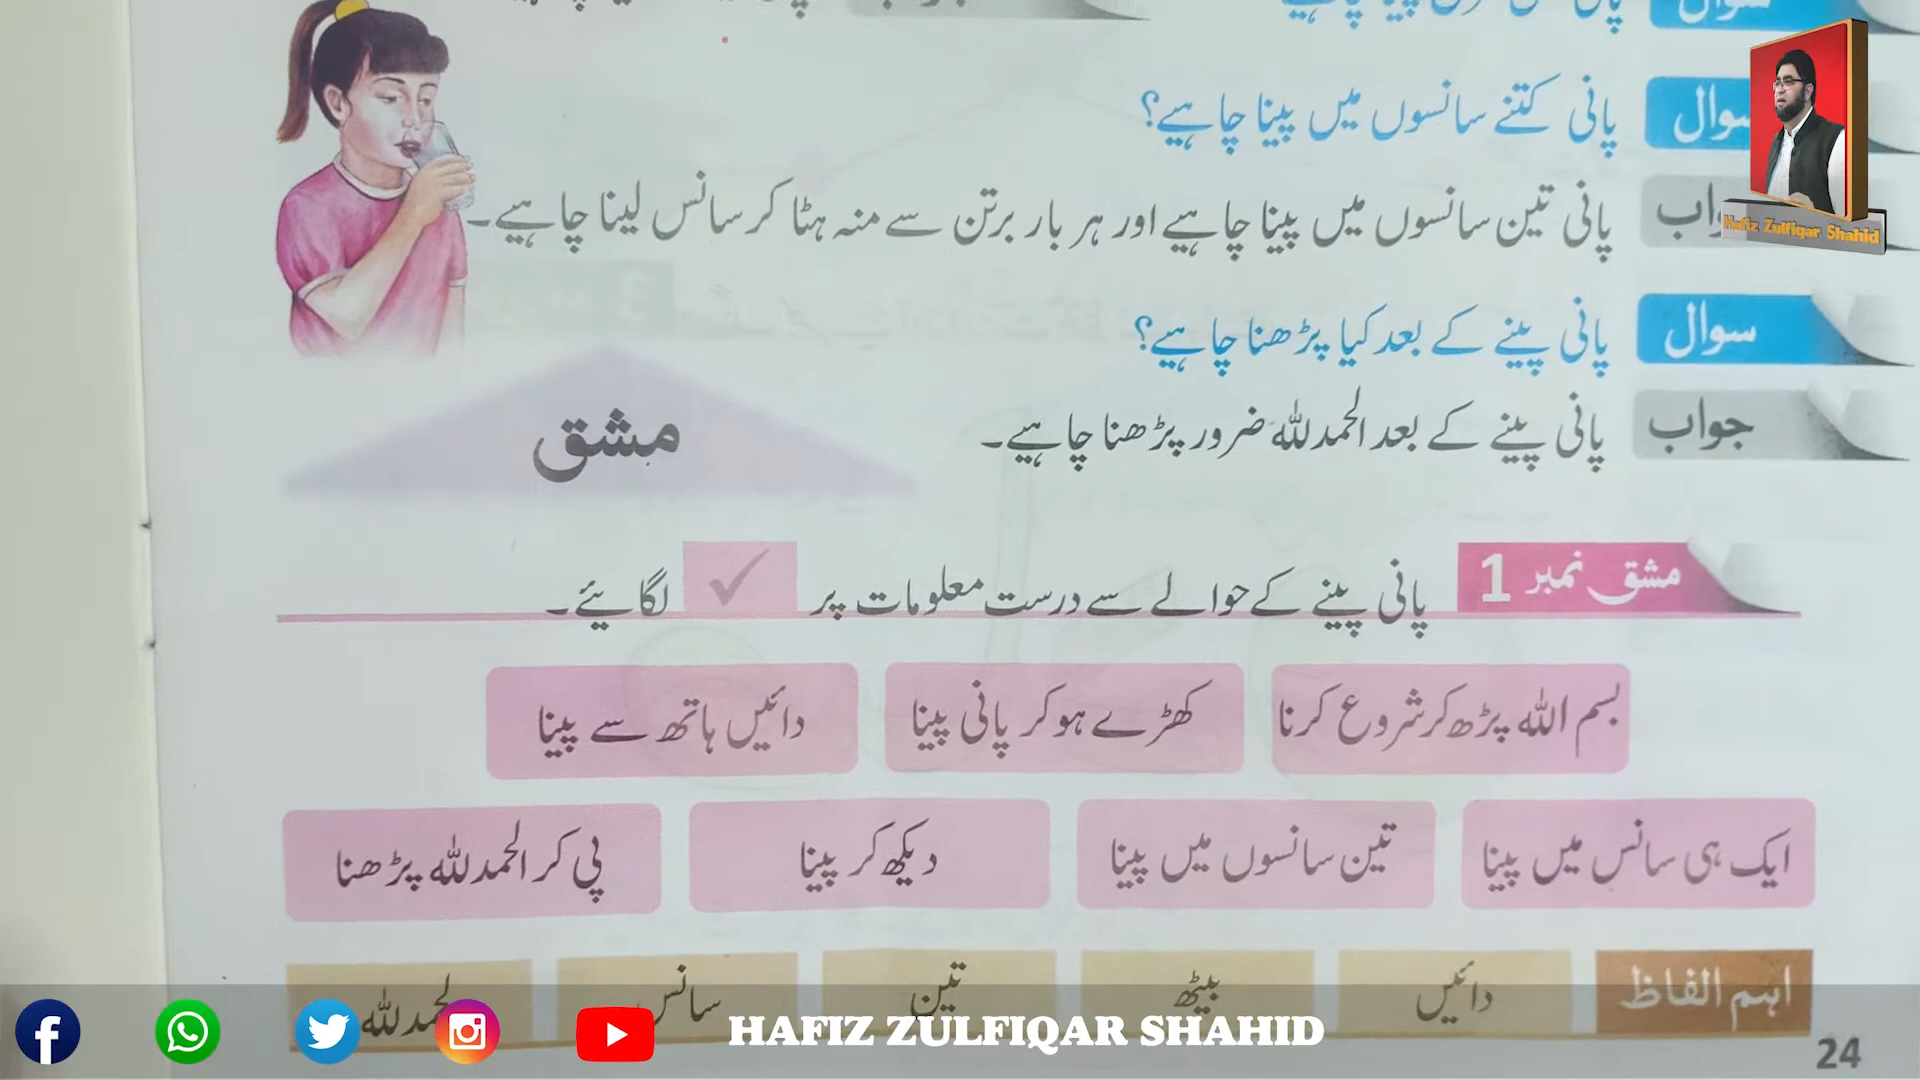 سوال
سوال
پانی کتنے سانسوں میں پینا چاہیے؟
جواب
پانی تین سانسوں میں پینا چاہیے اور ہر بار برتن سے منہ ہٹا کر سانس لینا چاہیے۔
Hafiz Zulfiqar Shahid
سوال
پانی پینے کے بعد کیا پڑھنا چاہیے؟
جواب
پانی پینے کے بعد الحمدللہ ضرور پڑھنا چاہیے۔
مشق
مشق نمبر 1
پانی پینے کے حوالے سے درست معلومات پر ✓ لگائیے۔
بسم اللہ پڑھ کر شروع کرنا
کھڑے ہو کر پانی پینا
دائیں ہاتھ سے پینا
ایک ہی سانس میں پینا
تین سانسوں میں پینا
دیکھ کر پینا
پی کر الحمدللہ پڑھنا
اہم الفاظ
دائیں
بیٹھ
تین
سانس
الحمدللہ
HAFIZ ZULFIQAR SHAHID
24